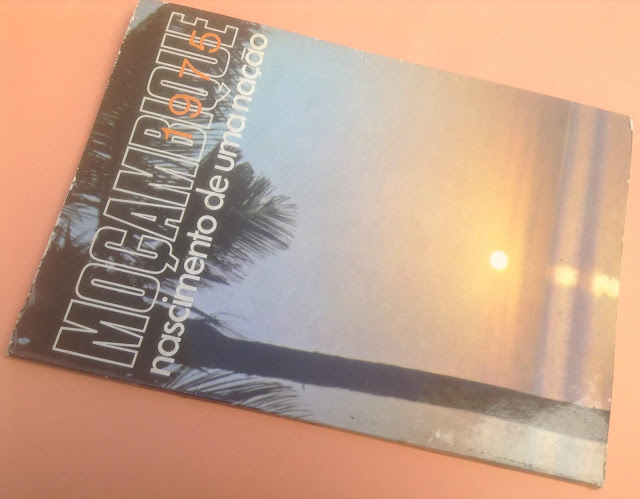 MOÇAMBIQUE
1975
nascimento de uma nação